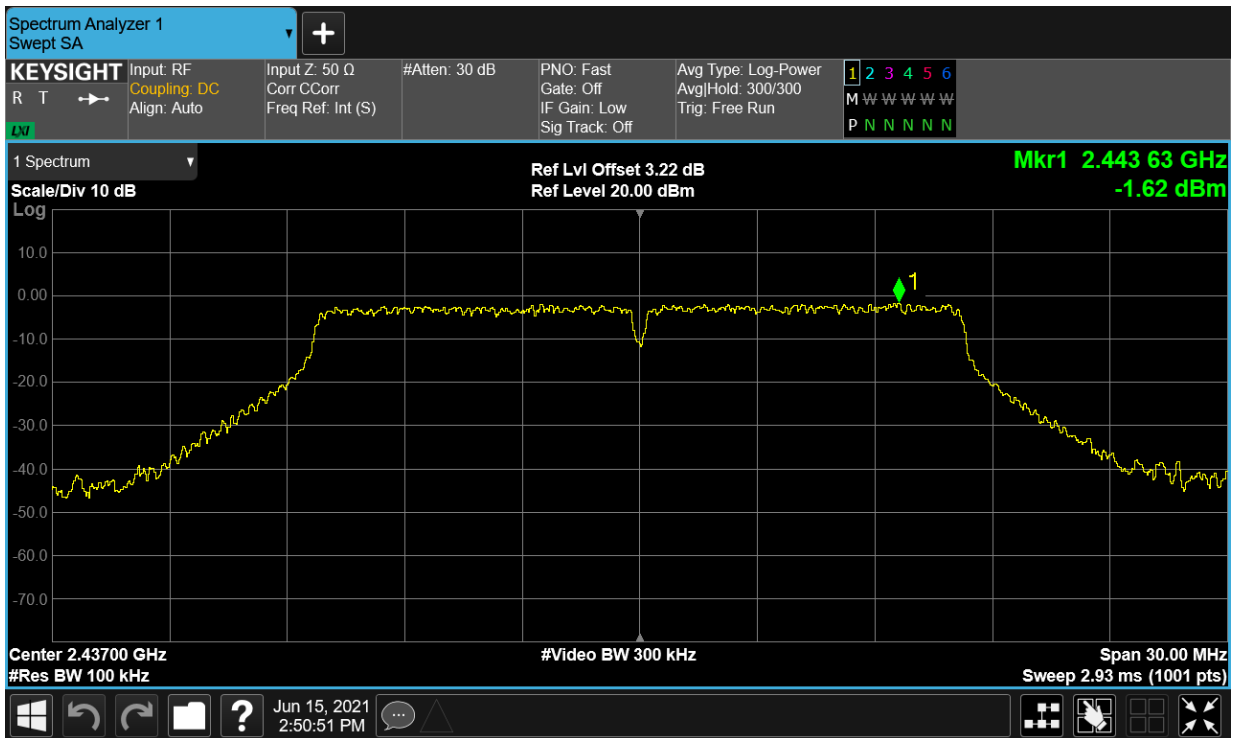 Spectrum Analyzer 1
Swept SA
+
KEYSIGHT
R T
LXI
Input: RF
Coupling: DC
Align: Auto
Input Z: 50 Ω
Corr CCorr
Freq Ref: Int (S)
#Atten: 30 dB
PNO: Fast
Gate: Off
IF Gain: Low
Sig Track: Off
Avg Type: Log-Power
Avg|Hold: 300/300
Trig: Free Run
1 2 3 4 5 6
M W W W W W
P N N N N N
1 Spectrum
Scale/Div 10 dB
Log
Ref Lvl Offset 3.22 dB
Ref Level 20.00 dBm
Mkr1 2.443 63 GHz
-1.62 dBm
10.0
0.00
-10.0
-20.0
-30.0
-40.0
-50.0
-60.0
-70.0
1
Center 2.43700 GHz
#Res BW 100 kHz
#Video BW 300 kHz
Span 30.00 MHz
Sweep 2.93 ms (1001 pts)
?
Jun 15, 2021
2:50:51 PM